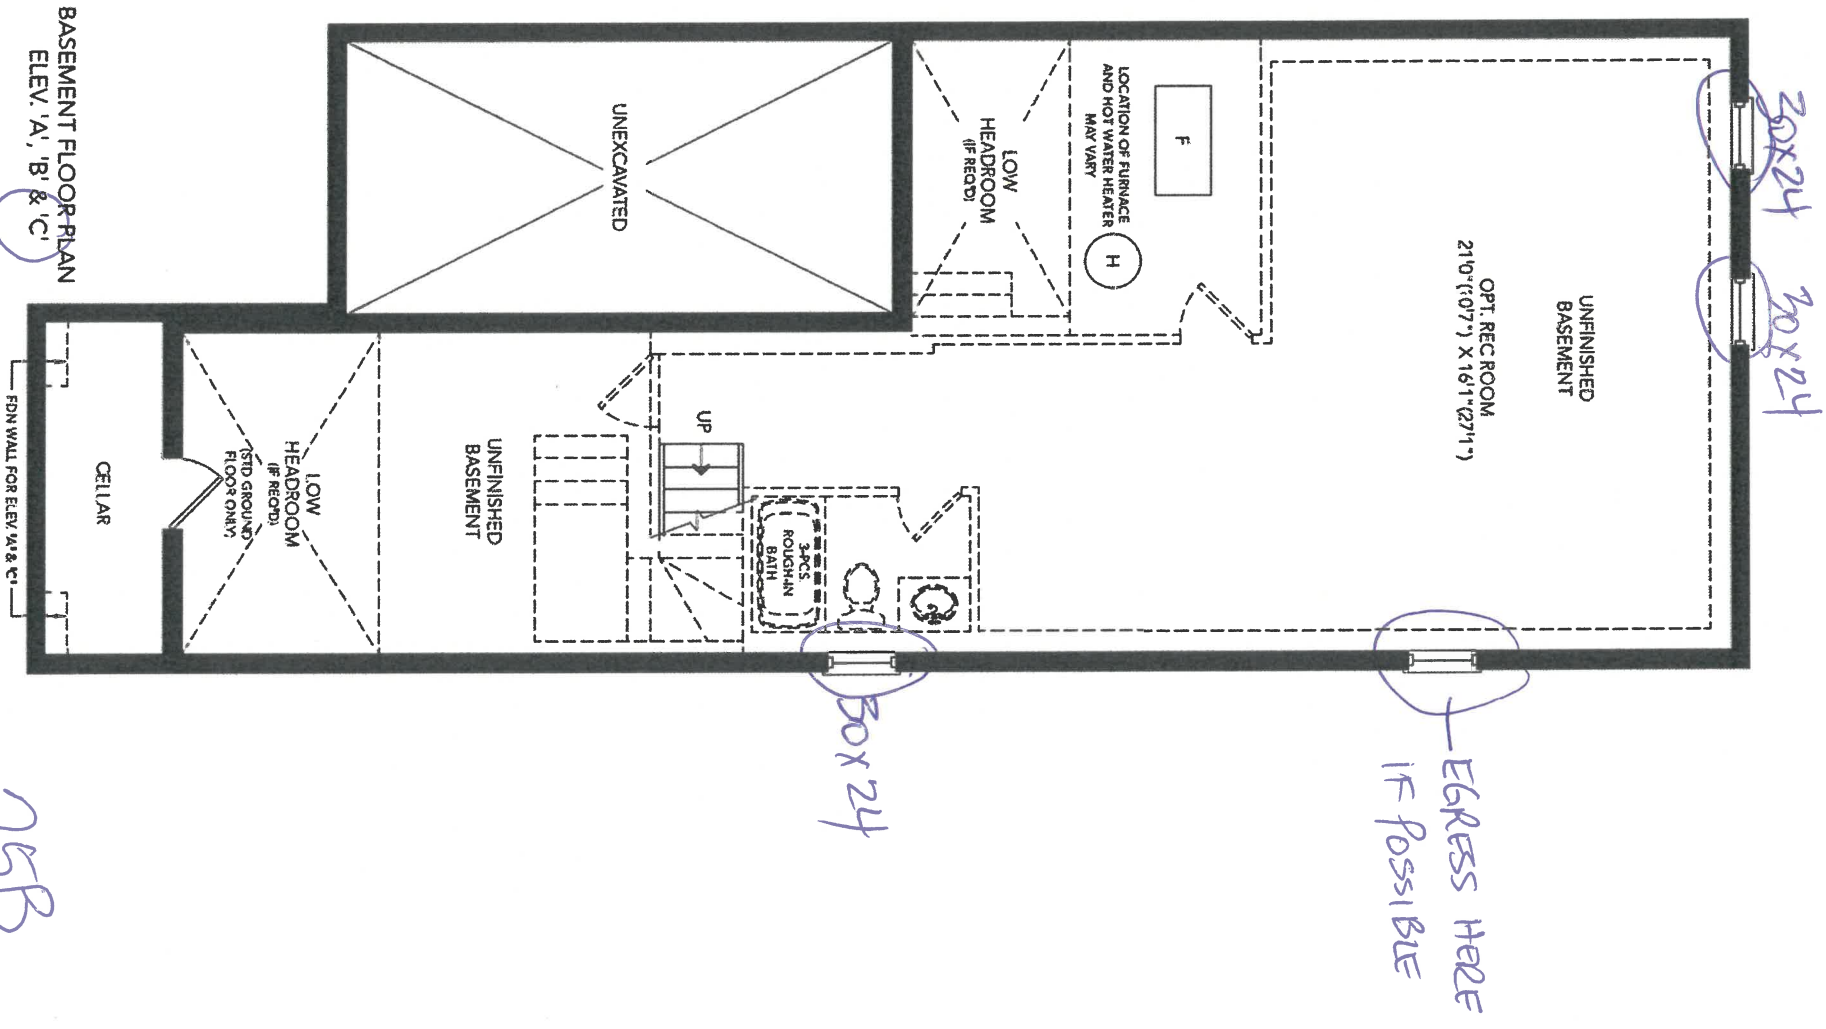 30x24
30x24
UNFINISHED
BASEMENT
OPT. REC ROOM
21'0"(10'7") X 16'1"(27'1")
F
LOCATION OF FURNACE
AND HOT WATER HEATER
MAY VARY
H
LOW
HEADROOM
(IF REQ'D)
UNEXCAVATED
EGRESS HERE
IF POSSIBLE
30x24
3-PCS.
ROUGH-IN
BATH
UP
UNFINISHED
BASEMENT
LOW
HEADROOM
(IF REQ'D)
(STD GROUND
FLOOR ONLY)
CELLAR
FDN WALL FOR ELEV. 'A' & 'C'
BASEMENT FLOOR PLAN
ELEV. 'A', 'B' & 'C'